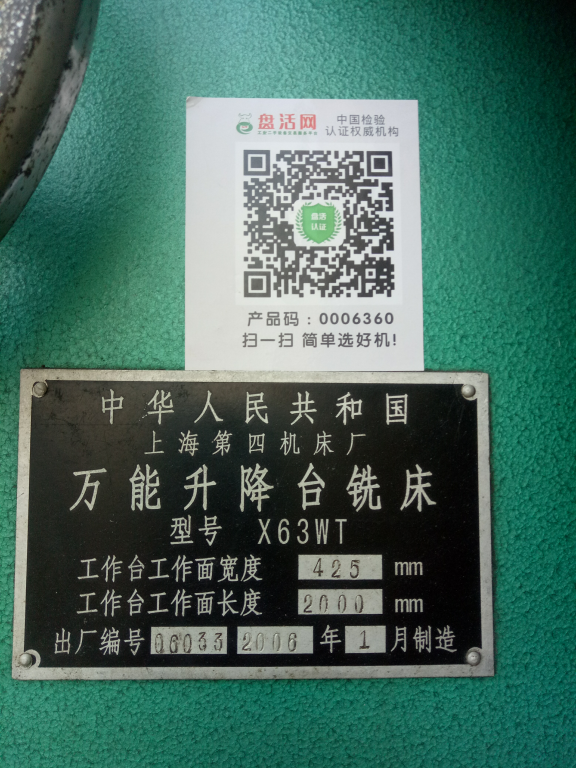 盘活网
中国检验
认证权威机构
盘活
认证
产品码：0006360
扫一扫 简单选好机!
中华人民共和国
上海第四机床厂
万能升降台铣床
型号 X63WT
工作台工作面宽度 425 mm
工作台工作面长度 2000 mm
出厂编号 06033 2006 年 1 月制造